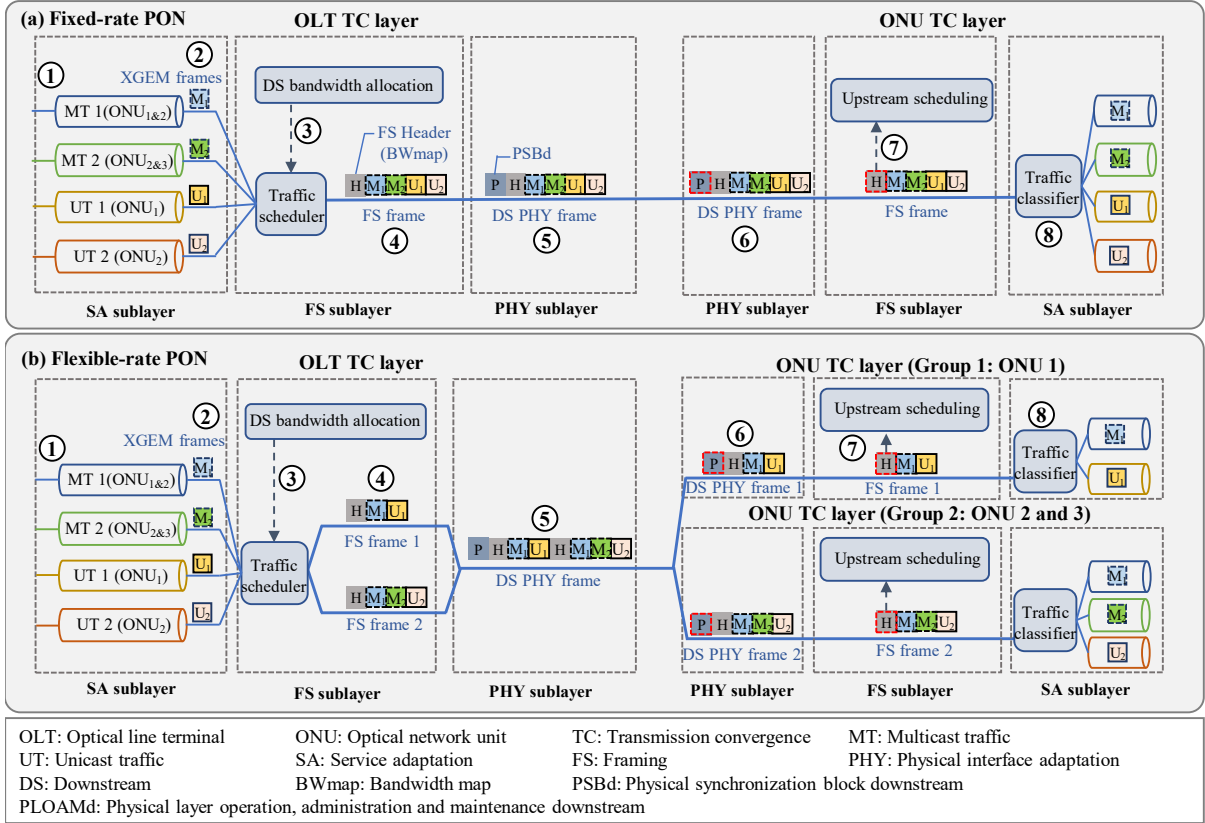 (a) Fixed-rate PON
OLT TC layer
ONU TC layer
1
2
XGEM frames
MT 1(ONU1&2)
M1
MT 2 (ONU2&3)
M2
UT 1 (ONU1)
U1
UT 2 (ONU2)
U2
SA sublayer
DS bandwidth allocation
3
Traffic
scheduler
FS Header
(BWmap)
H M1 M2 U1 U2
FS frame
4
FS sublayer
PSBd
P H M1 M2 U1 U2
DS PHY frame
5
PHY sublayer
P H M1 M2 U1 U2
DS PHY frame
6
PHY sublayer
Upstream scheduling
7
H M1 M2 U1 U2
FS frame
FS sublayer
Traffic
classifier
8
M1
M2
U1
U2
SA sublayer
(b) Flexible-rate PON
OLT TC layer
1
2
XGEM frames
MT 1(ONU1&2)
M1
MT 2 (ONU2&3)
M2
UT 1 (ONU1)
U1
UT 2 (ONU2)
U2
SA sublayer
DS bandwidth allocation
3
Traffic
scheduler
4
H M1 U1
FS frame 1
H M1 M2 U2
FS frame 2
FS sublayer
5
P H M1 U1 H M1 M2 U2
DS PHY frame
PHY sublayer
ONU TC layer (Group 1: ONU 1)
6
P H M1 U1
DS PHY frame 1
Upstream scheduling
7
H M1 U1
FS frame 1
8
Traffic
classifier
M1
U1
ONU TC layer (Group 2: ONU 2 and 3)
P H M1 M2 U2
DS PHY frame 2
PHY sublayer
Upstream scheduling
H M1 M2 U2
FS frame 2
FS sublayer
Traffic
classifier
M1
M2
U2
SA sublayer
OLT: Optical line terminal ONU: Optical network unit TC: Transmission convergence MT: Multicast traffic
UT: Unicast traffic SA: Service adaptation FS: Framing PHY: Physical interface adaptation
DS: Downstream BWmap: Bandwidth map PSBd: Physical synchronization block downstream
PLOAMd: Physical layer operation, administration and maintenance downstream